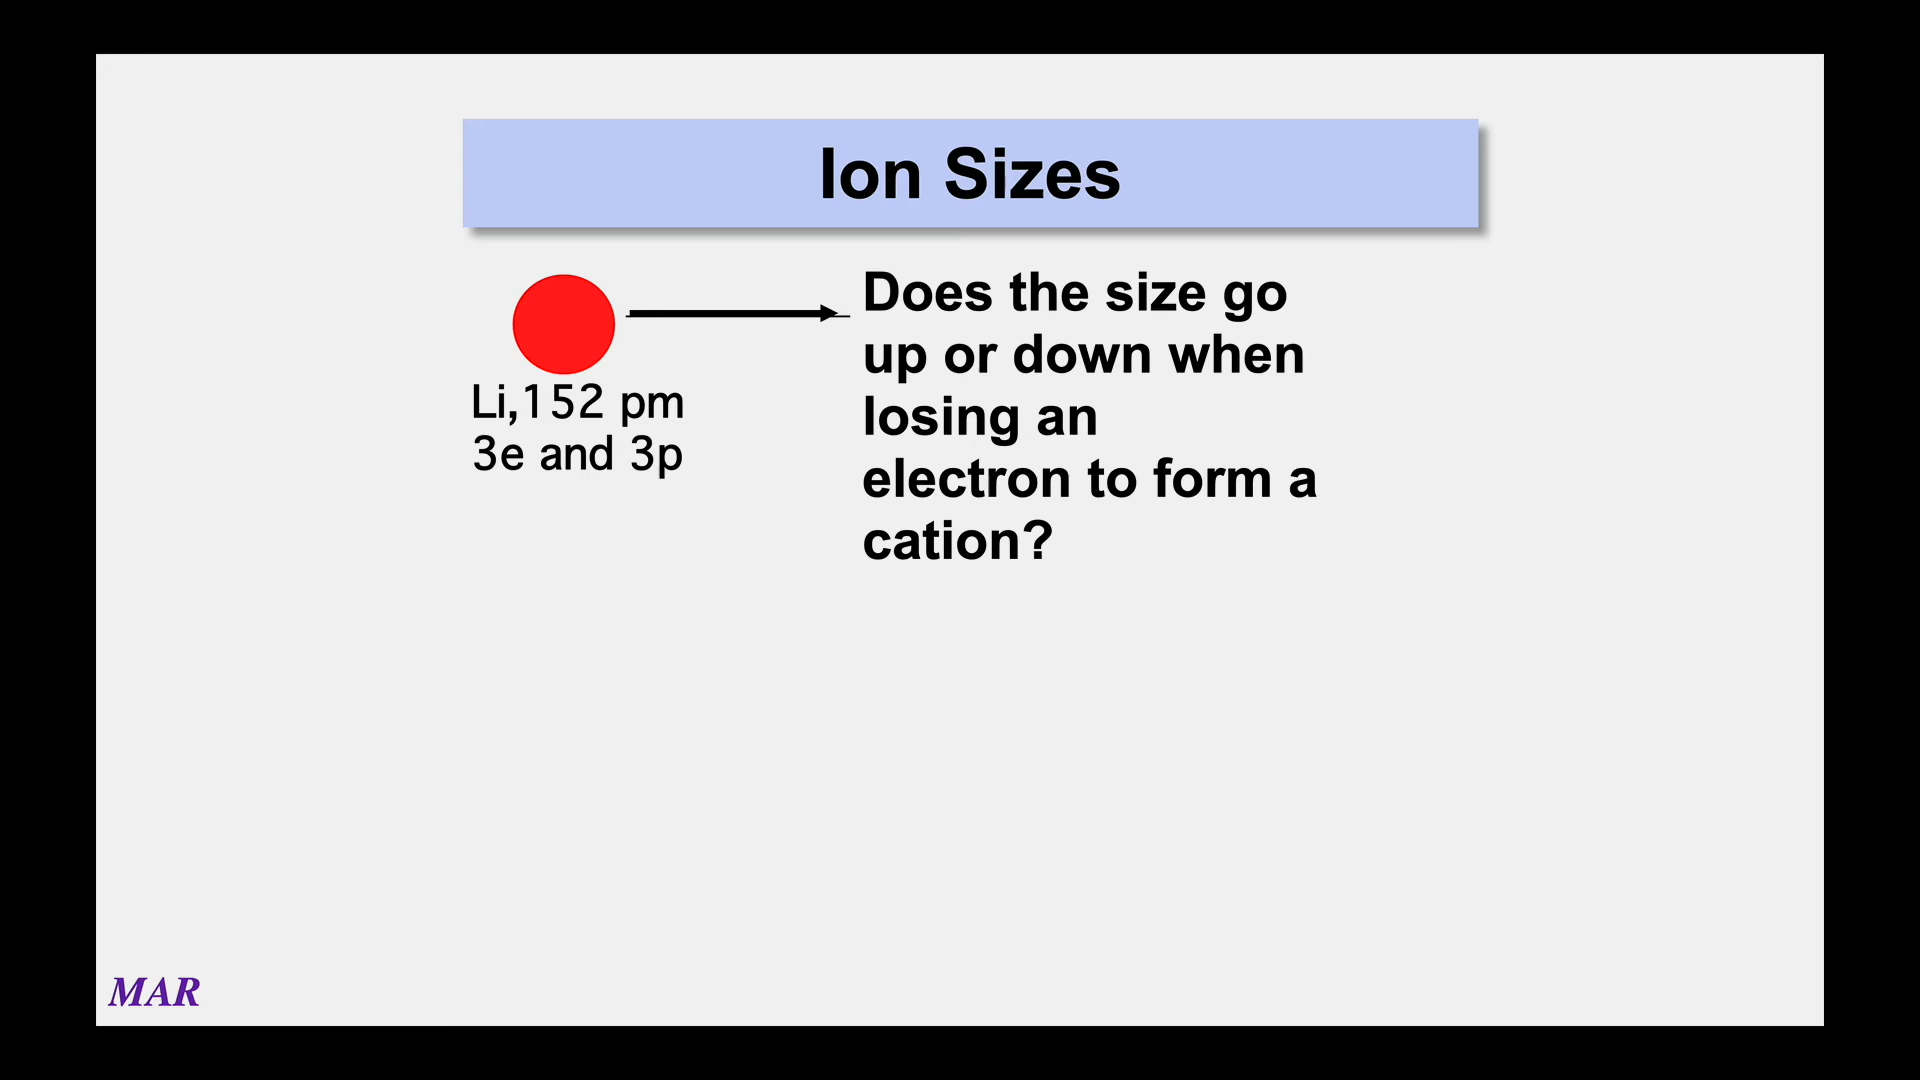 Ion Sizes
Does the size go
up or down when
losing an
electron to form a
cation?
Li,152 pm
3e and 3p
MAR